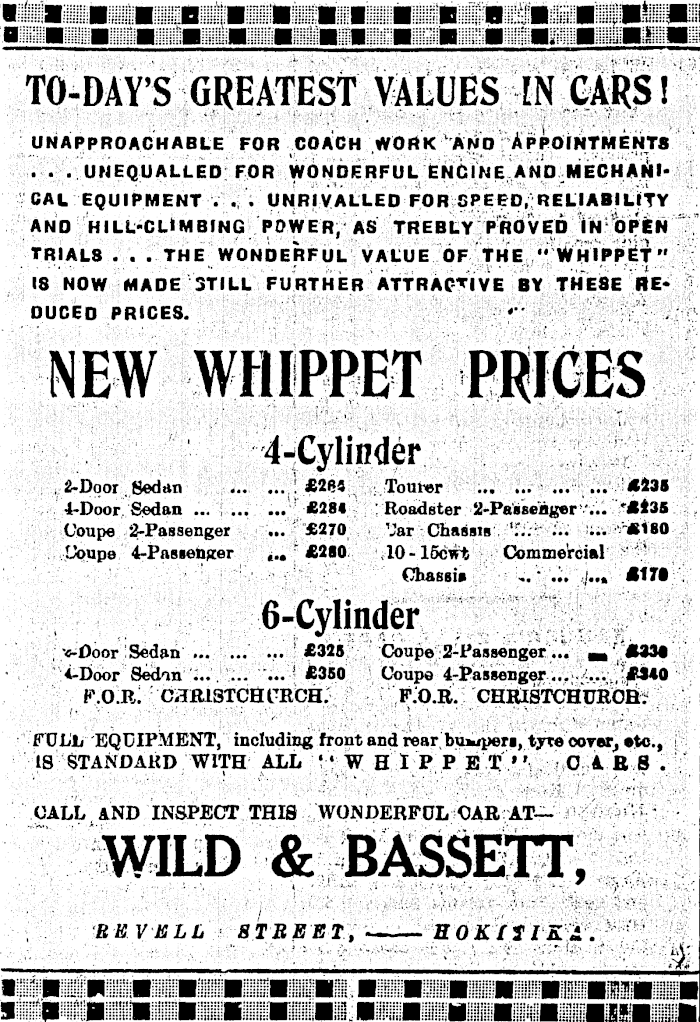 TO-DAY'S GREATEST VALUES IN CARS!
UNAPPROACHABLE FOR COACH WORK AND APPOINTMENTS
. . . UNEQUALLED FOR WONDERFUL ENGINE AND MECHANI-
CAL EQUIPMENT . . . UNRIVALLED FOR SPEED, RELIABILITY
AND HILL-CLIMBING POWER, AS TREBLY PROVED IN OPEN
TRIALS . . . THE WONDERFUL VALUE OF THE "WHIPPET"
IS NOW MADE STILL FURTHER ATTRACTIVE BY THESE RE-
DUCED PRICES.
NEW WHIPPET PRICES
4-Cylinder
2-Door Sedan ... ...
4-Door Sedan ... ... ... £284
Coupe 2-Passenger ... £270
Coupe 4-Passenger ... £280
Tourer ... ... ... ... £235
Roadster 2-Passenger ... £235
Car Chassis ... ... ... £180
10-15cwt Commercial
Chassis ... ... ... £170
6-Cylinder
2-Door Sedan ... ... ... £325
4-Door Sedan ... ... ... £350
F.O.R. CHRISTCHURCH.
Coupe 2-Passenger ... £330
Coupe 4-Passenger ... ... £340
F.O.R. CHRISTCHURCH.
FULL EQUIPMENT, including front and rear bumpers, tyre cover, etc.,
IS STANDARD WITH ALL "WHIPPET" CARS.
CALL AND INSPECT THIS WONDERFUL CAR AT—
WILD & BASSETT,
REVELL STREET, —— HOKITIKA.